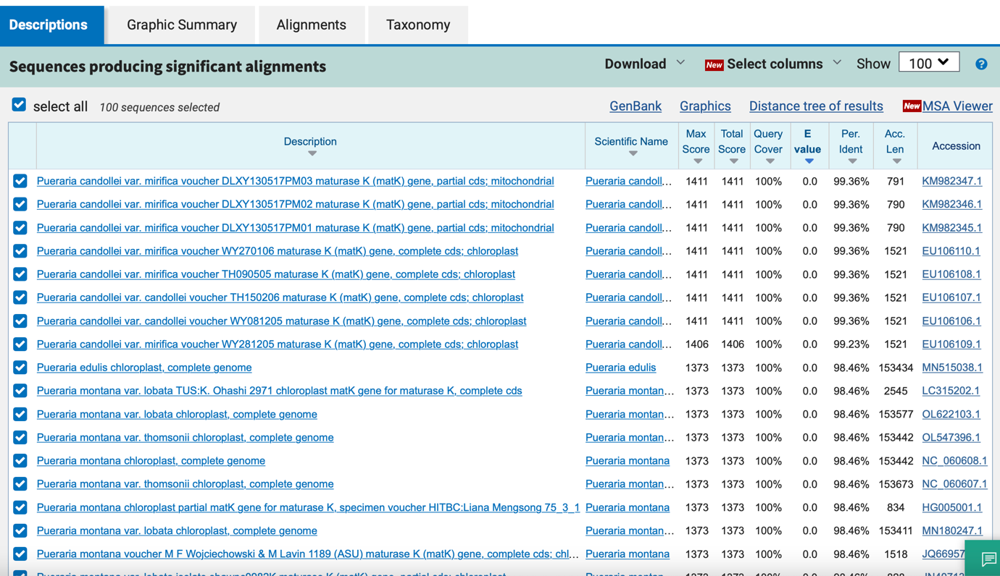 Descriptions Graphic Summary Alignments Taxonomy
Sequences producing significant alignments Download New Select columns Show 100 ?
select all 100 sequences selected GenBank Graphics Distance tree of results New MSA Viewer
Description Scientific Name Max Score Total Score Query Cover E value Per. Ident Acc. Len Accession
Pueraria candollei var. mirifica voucher DLXY130517PM03 maturase K (matK) gene, partial cds; mitochondrial Pueraria candoll... 1411 1411 100% 0.0 99.36% 791 KM982347.1
Pueraria candollei var. mirifica voucher DLXY130517PM02 maturase K (matK) gene, partial cds; mitochondrial Pueraria candoll... 1411 1411 100% 0.0 99.36% 790 KM982346.1
Pueraria candollei var. mirifica voucher DLXY130517PM01 maturase K (matK) gene, partial cds; mitochondrial Pueraria candoll... 1411 1411 100% 0.0 99.36% 790 KM982345.1
Pueraria candollei var. mirifica voucher WY270106 maturase K (matK) gene, complete cds; chloroplast Pueraria candoll... 1411 1411 100% 0.0 99.36% 1521 EU106110.1
Pueraria candollei var. mirifica voucher TH090505 maturase K (matK) gene, complete cds; chloroplast Pueraria candoll... 1411 1411 100% 0.0 99.36% 1521 EU106108.1
Pueraria candollei var. candollei voucher TH150206 maturase K (matK) gene, complete cds; chloroplast Pueraria candoll... 1411 1411 100% 0.0 99.36% 1521 EU106107.1
Pueraria candollei var. candollei voucher WY081205 maturase K (matK) gene, complete cds; chloroplast Pueraria candoll... 1411 1411 100% 0.0 99.36% 1521 EU106106.1
Pueraria candollei var. mirifica voucher WY281205 maturase K (matK) gene, complete cds; chloroplast Pueraria candoll... 1406 1406 100% 0.0 99.23% 1521 EU106109.1
Pueraria edulis chloroplast, complete genome Pueraria edulis 1373 1373 100% 0.0 98.46% 153434 MN515038.1
Pueraria montana var. lobata TUS:K. Ohashi 2971 chloroplast matK gene for maturase K, complete cds Pueraria montan... 1373 1373 100% 0.0 98.46% 2545 LC315202.1
Pueraria montana var. lobata chloroplast, complete genome Pueraria montan... 1373 1373 100% 0.0 98.46% 153577 OL622103.1
Pueraria montana var. thomsonii chloroplast, complete genome Pueraria montan... 1373 1373 100% 0.0 98.46% 153442 OL547396.1
Pueraria montana chloroplast, complete genome Pueraria montana 1373 1373 100% 0.0 98.46% 153442 NC_060608.1
Pueraria montana var. thomsonii chloroplast, complete genome Pueraria montan... 1373 1373 100% 0.0 98.46% 153673 NC_060607.1
Pueraria montana chloroplast partial matK gene for maturase K, specimen voucher HITBC:Liana Mengsong 75_3_1 Pueraria montana 1373 1373 100% 0.0 98.46% 834 HG005001.1
Pueraria montana var. lobata chloroplast, complete genome Pueraria montan... 1373 1373 100% 0.0 98.46% 153411 MN180247.1
Pueraria montana voucher M F Wojciechowski & M Lavin 1189 (ASU) maturase K (matK) gene, complete cds; chl... Pueraria montana 1373 1373 100% 0.0 98.46% 1518 JQ66957